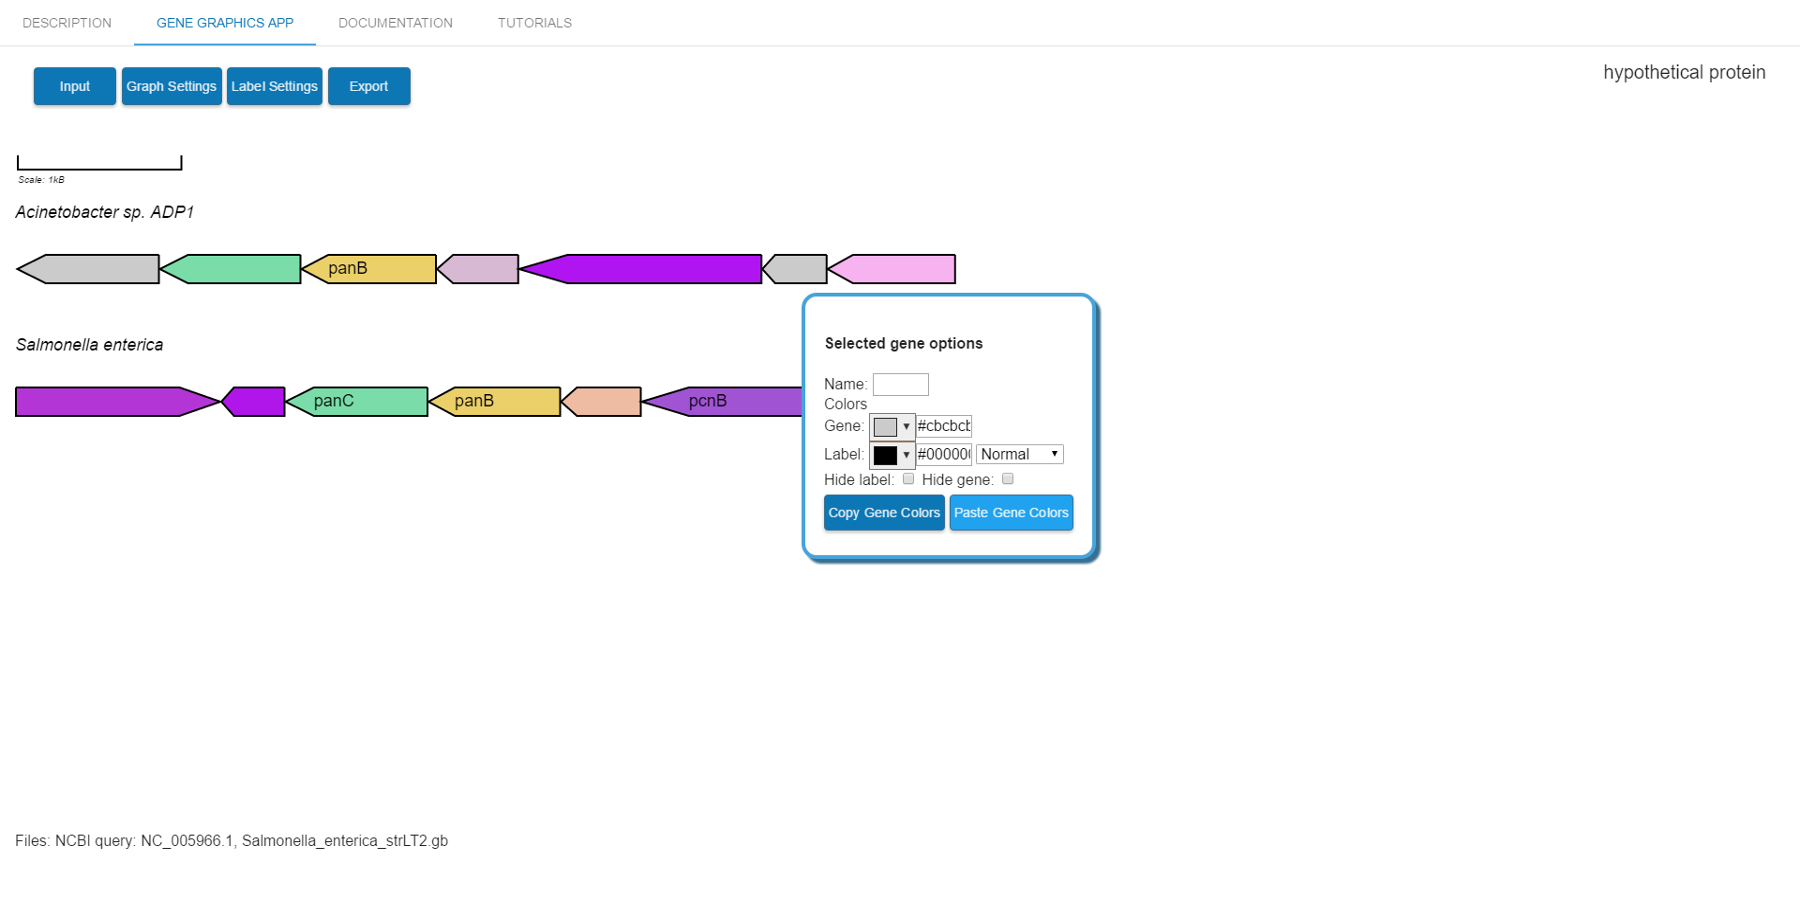 DESCRIPTION GENE GRAPHICS APP DOCUMENTATION TUTORIALS
Input Graph Settings Label Settings Export
hypothetical protein
Scale: 1kB
Acinetobacter sp. ADP1
panB
Salmonella enterica
panC panB pcnB
Selected gene options
Name:
Colors
Gene: #cbcbcb
Label: #000000 Normal
Hide label: Hide gene:
Copy Gene Colors Paste Gene Colors
Files: NCBI query: NC_005966.1, Salmonella_enterica_strLT2.gb